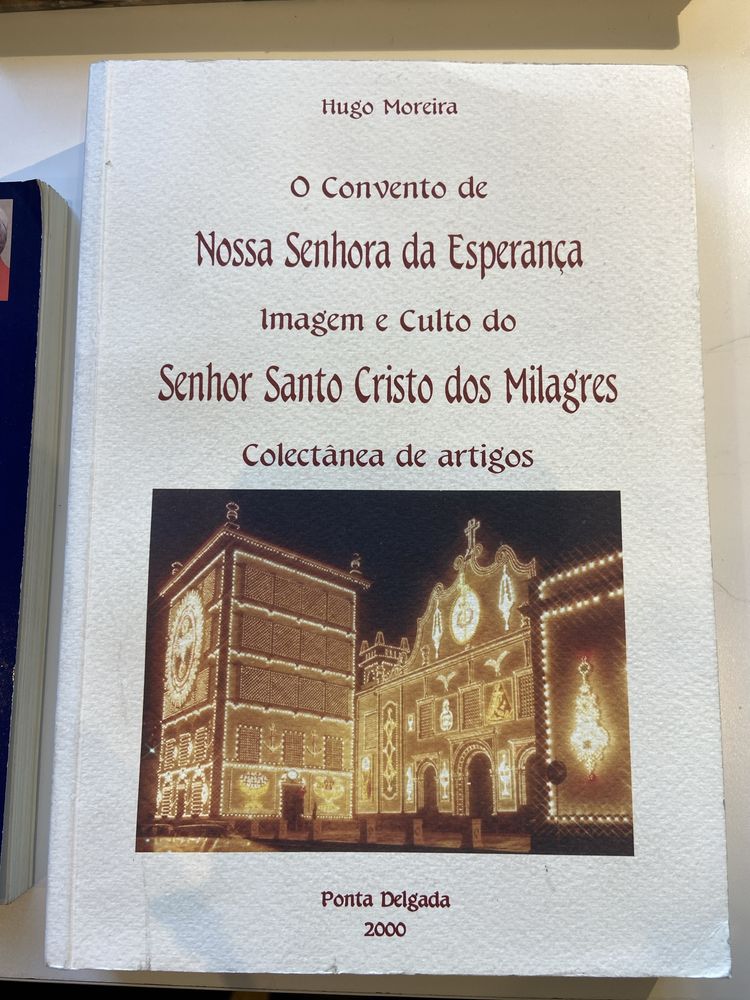 Hugo Moreira
O Convento de
Nossa Senhora da Esperança
Imagem e Culto do
Senhor Santo Cristo dos Milagres
Colectânea de artigos
Ponta Delgada
2000